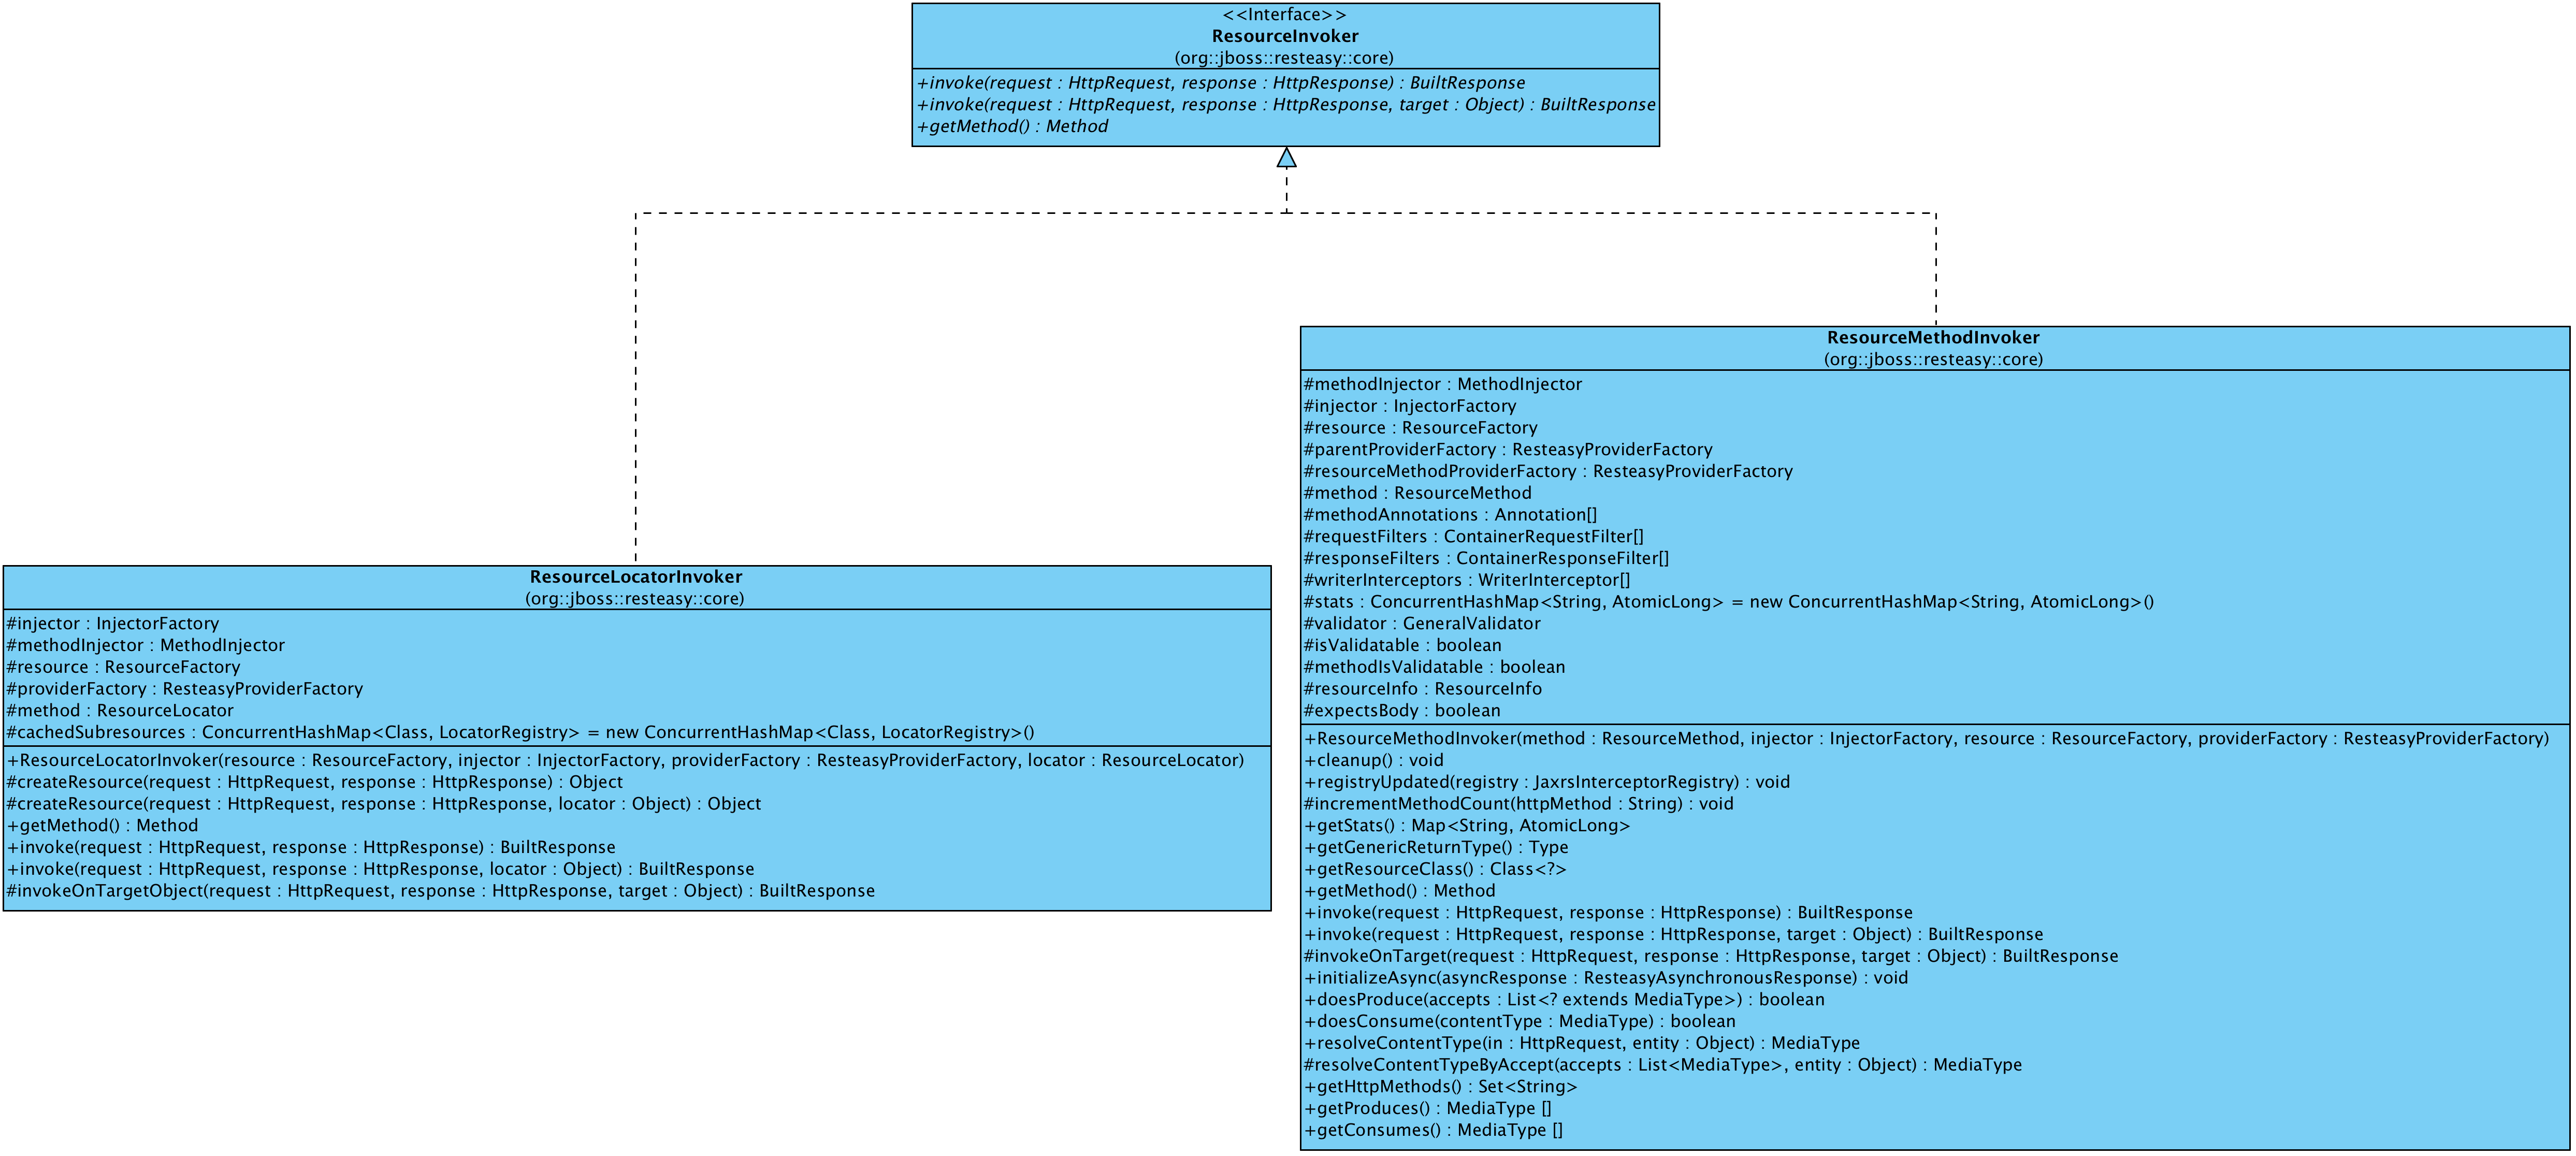 <<Interface>>
ResourceInvoker
(org::jboss::resteasy::core)
+invoke(request : HttpRequest, response : HttpResponse) : BuiltResponse
+invoke(request : HttpRequest, response : HttpResponse, target : Object) : BuiltResponse
+getMethod() : Method
ResourceLocatorInvoker
(org::jboss::resteasy::core)
#injector : InjectorFactory
#methodInjector : MethodInjector
#resource : ResourceFactory
#providerFactory : ResteasyProviderFactory
#method : ResourceLocator
#cachedSubresources : ConcurrentHashMap<Class, LocatorRegistry> = new ConcurrentHashMap<Class, LocatorRegistry>()
+ResourceLocatorInvoker(resource : ResourceFactory, injector : InjectorFactory, providerFactory : ResteasyProviderFactory, locator : ResourceLocator)
#createResource(request : HttpRequest, response : HttpResponse) : Object
#createResource(request : HttpRequest, response : HttpResponse, locator : Object) : Object
+getMethod() : Method
+invoke(request : HttpRequest, response : HttpResponse) : BuiltResponse
+invoke(request : HttpRequest, response : HttpResponse, locator : Object) : BuiltResponse
#invokeOnTargetObject(request : HttpRequest, response : HttpResponse, target : Object) : BuiltResponse
ResourceMethodInvoker
(org::jboss::resteasy::core)
#methodInjector : MethodInjector
#injector : InjectorFactory
#resource : ResourceFactory
#parentProviderFactory : ResteasyProviderFactory
#resourceMethodProviderFactory : ResteasyProviderFactory
#method : ResourceMethod
#methodAnnotations : Annotation[]
#requestFilters : ContainerRequestFilter[]
#responseFilters : ContainerResponseFilter[]
#writerInterceptors : WriterInterceptor[]
#stats : ConcurrentHashMap<String, AtomicLong> = new ConcurrentHashMap<String, AtomicLong>()
#validator : GeneralValidator
#isValidatable : boolean
#methodIsValidatable : boolean
#resourceInfo : ResourceInfo
#expectsBody : boolean
+ResourceMethodInvoker(method : ResourceMethod, injector : InjectorFactory, resource : ResourceFactory, providerFactory : ResteasyProviderFactory)
+cleanup() : void
+registryUpdated(registry : JaxrsInterceptorRegistry) : void
#incrementMethodCount(httpMethod : String) : void
+getStats() : Map<String, AtomicLong>
+getGenericReturnType() : Type
+getResourceClass() : Class<?>
+getMethod() : Method
+invoke(request : HttpRequest, response : HttpResponse) : BuiltResponse
+invoke(request : HttpRequest, response : HttpResponse, target : Object) : BuiltResponse
#invokeOnTarget(request : HttpRequest, response : HttpResponse, target : Object) : BuiltResponse
+initializeAsync(asyncResponse : ResteasyAsynchronousResponse) : void
+doesProduce(accepts : List<? extends MediaType>) : boolean
+doesConsume(contentType : MediaType) : boolean
+resolveContentType(in : HttpRequest, entity : Object) : MediaType
#resolveContentTypeByAccept(accepts : List<MediaType>, entity : Object) : MediaType
+getHttpMethods() : Set<String>
+getProduces() : MediaType []
+getConsumes() : MediaType []